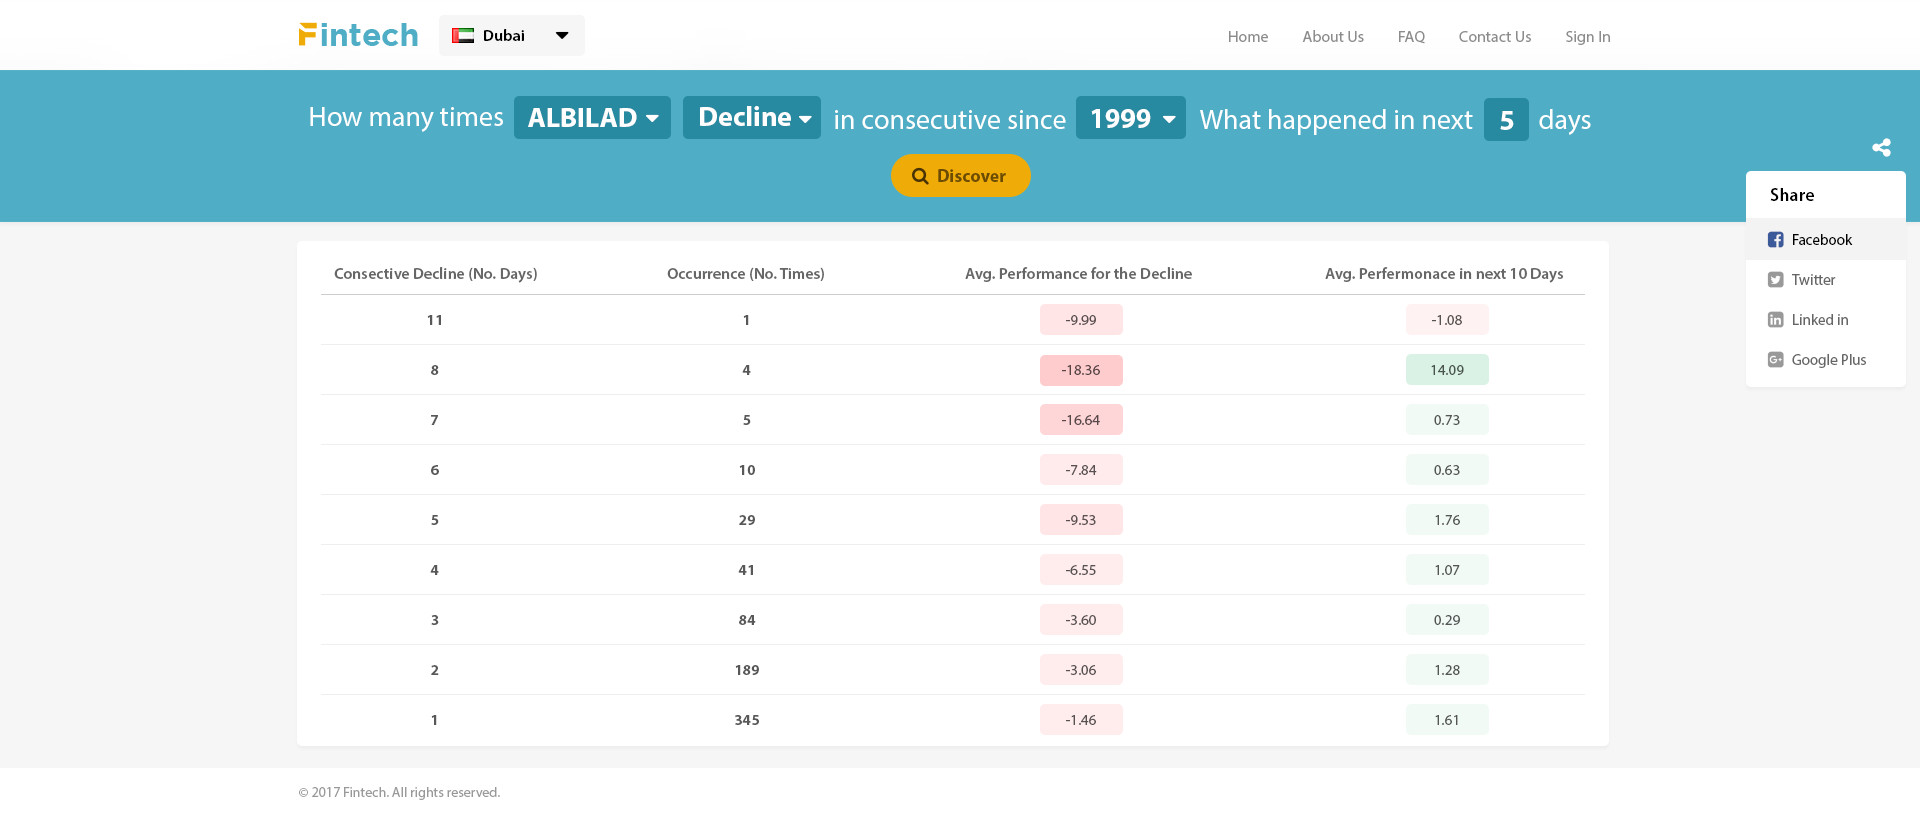 Fintech Dubai Home About Us FAQ Contact Us Sign In
How many times ALBILAD Decline in consecutive since 1999 What happened in next 5 days
Discover
Share
Facebook
Twitter
Linked in
Google Plus
Consective Decline (No. Days) Occurrence (No. Times) Avg. Performance for the Decline Avg. Perfermonace in next 10 Days
11 1 -9.99 -1.08
8 4 -18.36 14.09
7 5 -16.64 0.73
6 10 -7.84 0.63
5 29 -9.53 1.76
4 41 -6.55 1.07
3 84 -3.60 0.29
2 189 -3.06 1.28
1 345 -1.46 1.61
© 2017 Fintech. All rights reserved.